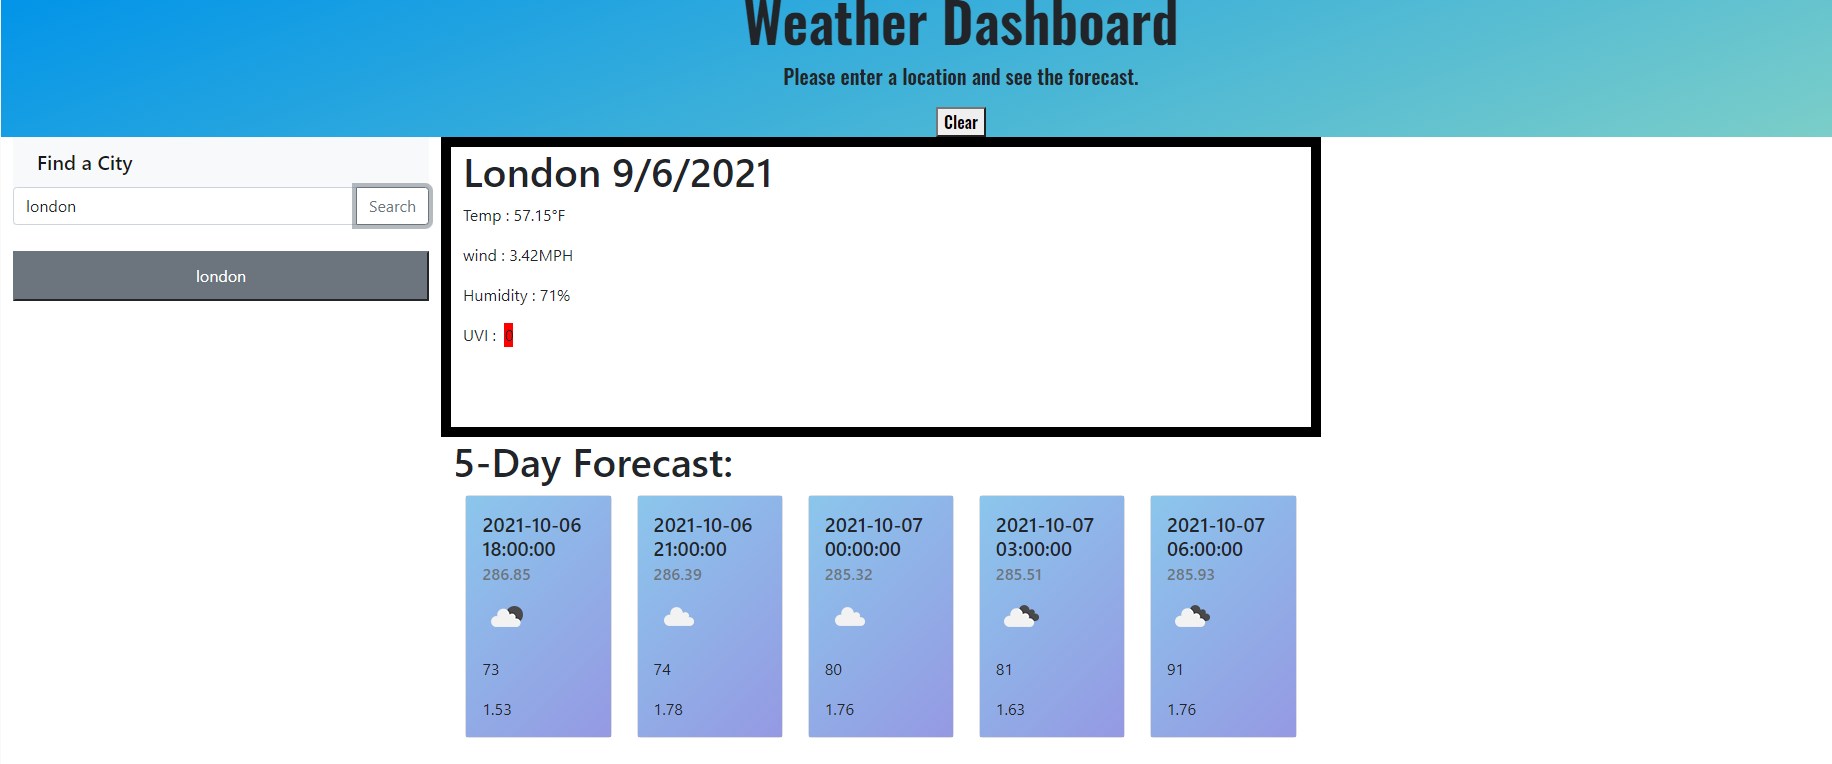 Weather Dashboard
Please enter a location and see the forecast.
Clear
Find a City
london
Search
london
London 9/6/2021
Temp : 57.15°F
wind : 3.42MPH
Humidity : 71%
UVI : 0
5-Day Forecast:
2021-10-06
18:00:00
286.85
73
1.53
2021-10-06
21:00:00
286.39
74
1.78
2021-10-07
00:00:00
285.32
80
1.76
2021-10-07
03:00:00
285.51
81
1.63
2021-10-07
06:00:00
285.93
91
1.76